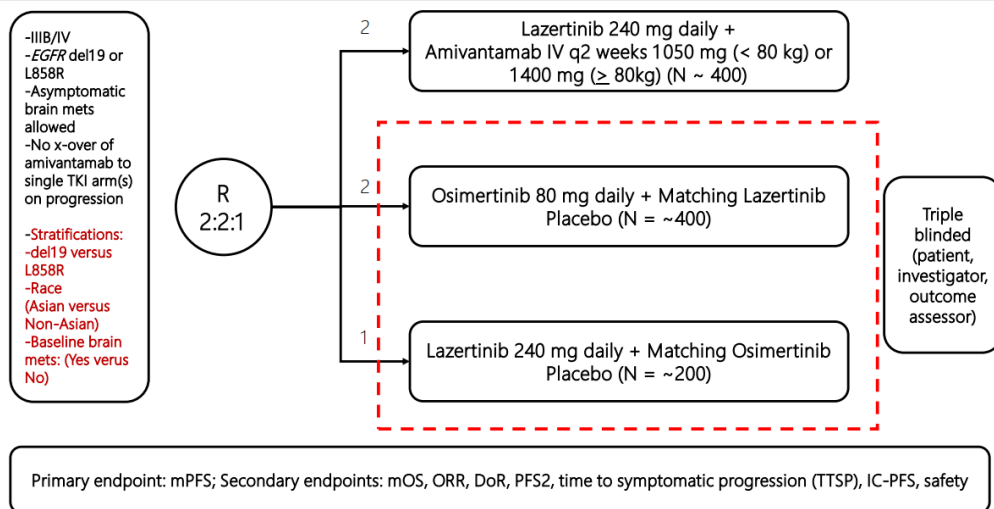 -IIIB/IV
-EGFR del19 or
L858R
-Asymptomatic
brain mets
allowed
-No x-over of
amivantamab to
single TKI arm(s)
on progression
-Stratifications:
-del19 versus
L858R
-Race
(Asian versus
Non-Asian)
-Baseline brain
mets: (Yes verus
No)
R
2:2:1
2
Lazertinib 240 mg daily +
Amivantamab IV q2 weeks 1050 mg (< 80 kg) or
1400 mg (≥ 80kg) (N ~ 400)
2
Osimertinib 80 mg daily + Matching Lazertinib
Placebo (N = ~400)
1
Lazertinib 240 mg daily + Matching Osimertinib
Placebo (N = ~200)
Triple
blinded
(patient,
investigator,
outcome
assessor)
Primary endpoint: mPFS; Secondary endpoints: mOS, ORR, DoR, PFS2, time to symptomatic progression (TTSP), IC-PFS, safety